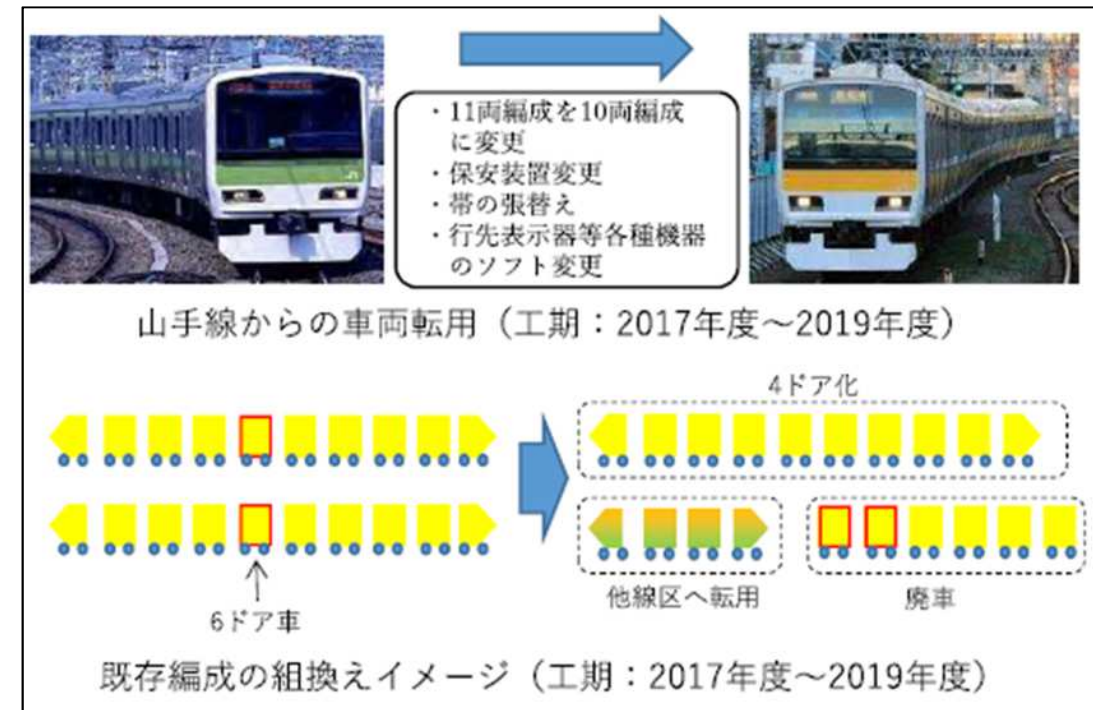 ・11両編成を10両編成
に変更
・保安装置変更
・帯の張替え
・行先表示器等各種機器
のソフト変更
山手線からの車両転用（工期：2017年度～2019年度）
4ドア化
6ドア車
他線区へ転用
廃車
既存編成の組換えイメージ（工期：2017年度～2019年度）